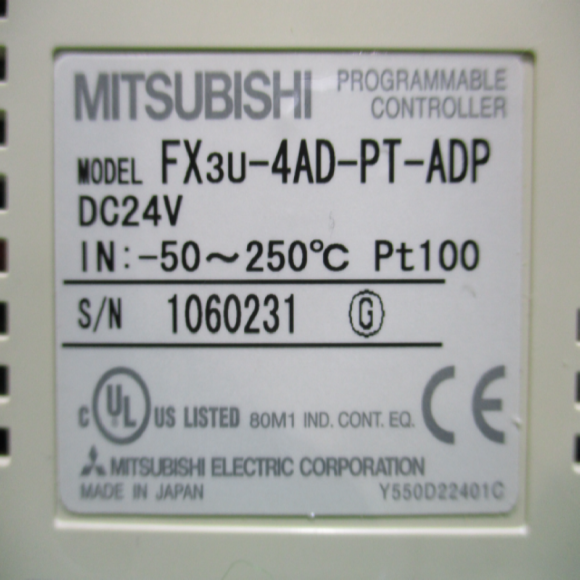 MITSUBISHI PROGRAMMABLE CONTROLLER
MODEL FX3U-4AD-PT-ADP
DC24V
IN:-50～250℃ Pt100
S/N 1060231 G
C UL US LISTED 80M1 IND. CONT. EQ. CE
MITSUBISHI ELECTRIC CORPORATION
MADE IN JAPAN Y550D22401C